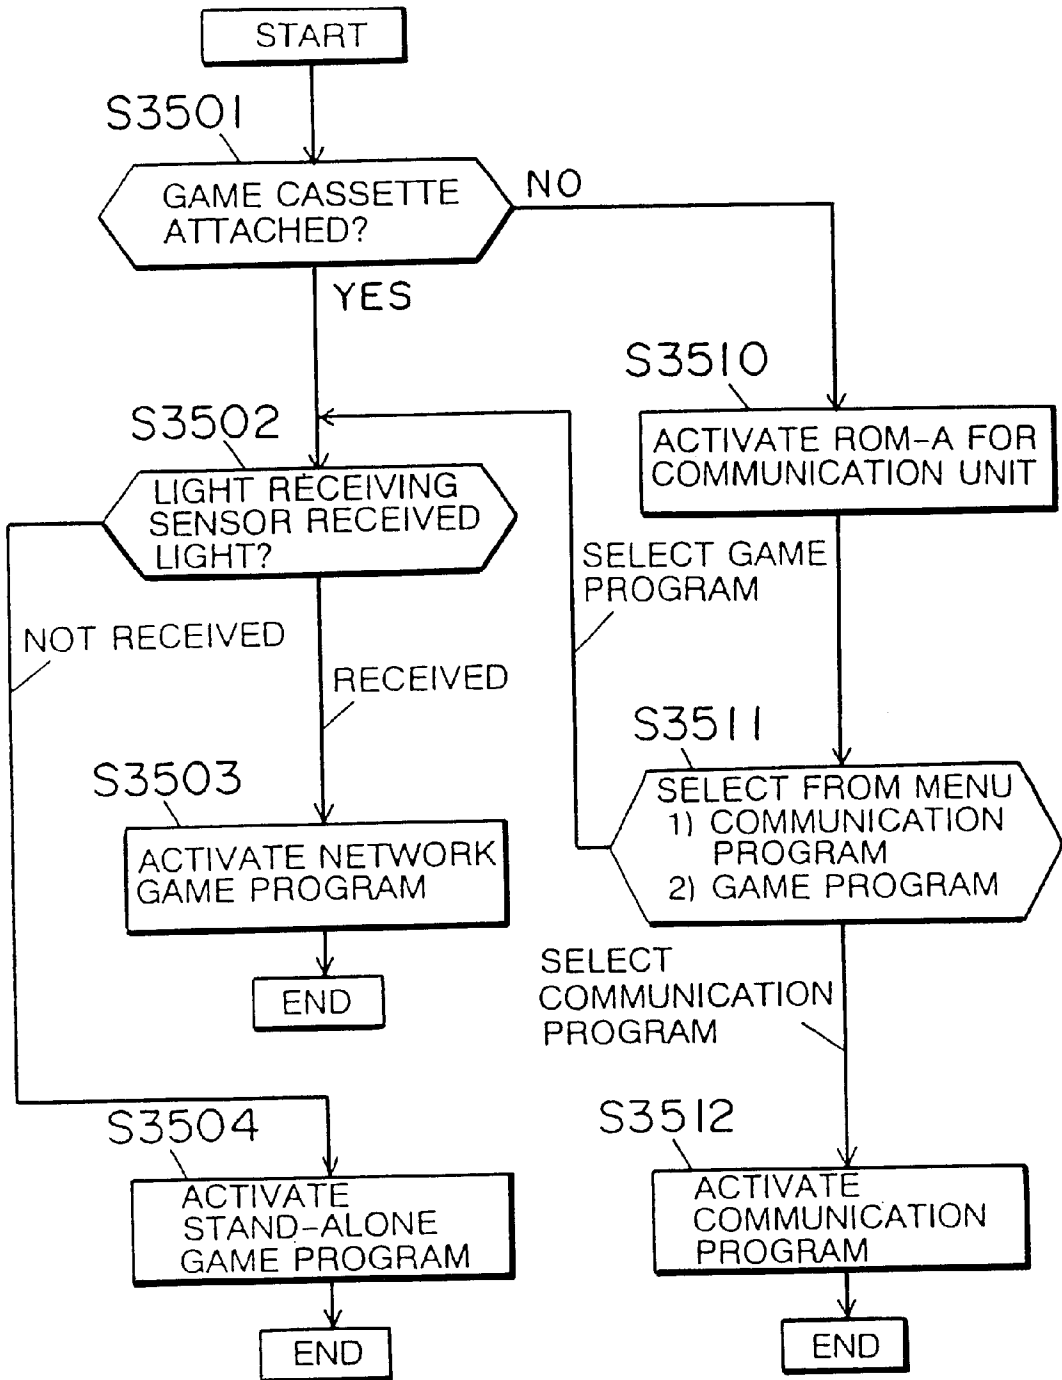 START
S3501
GAME CASSETTE
ATTACHED?
NO
YES
S3510
ACTIVATE ROM-A FOR
COMMUNICATION UNIT
S3502
LIGHT RECEIVING
SENSOR RECEIVED
LIGHT?
SELECT GAME
PROGRAM
NOT RECEIVED
RECEIVED
S3511
SELECT FROM MENU
1) COMMUNICATION
PROGRAM
2) GAME PROGRAM
S3503
ACTIVATE NETWORK
GAME PROGRAM
END
SELECT
COMMUNICATION
PROGRAM
S3504
ACTIVATE
STAND-ALONE
GAME PROGRAM
END
S3512
ACTIVATE
COMMUNICATION
PROGRAM
END